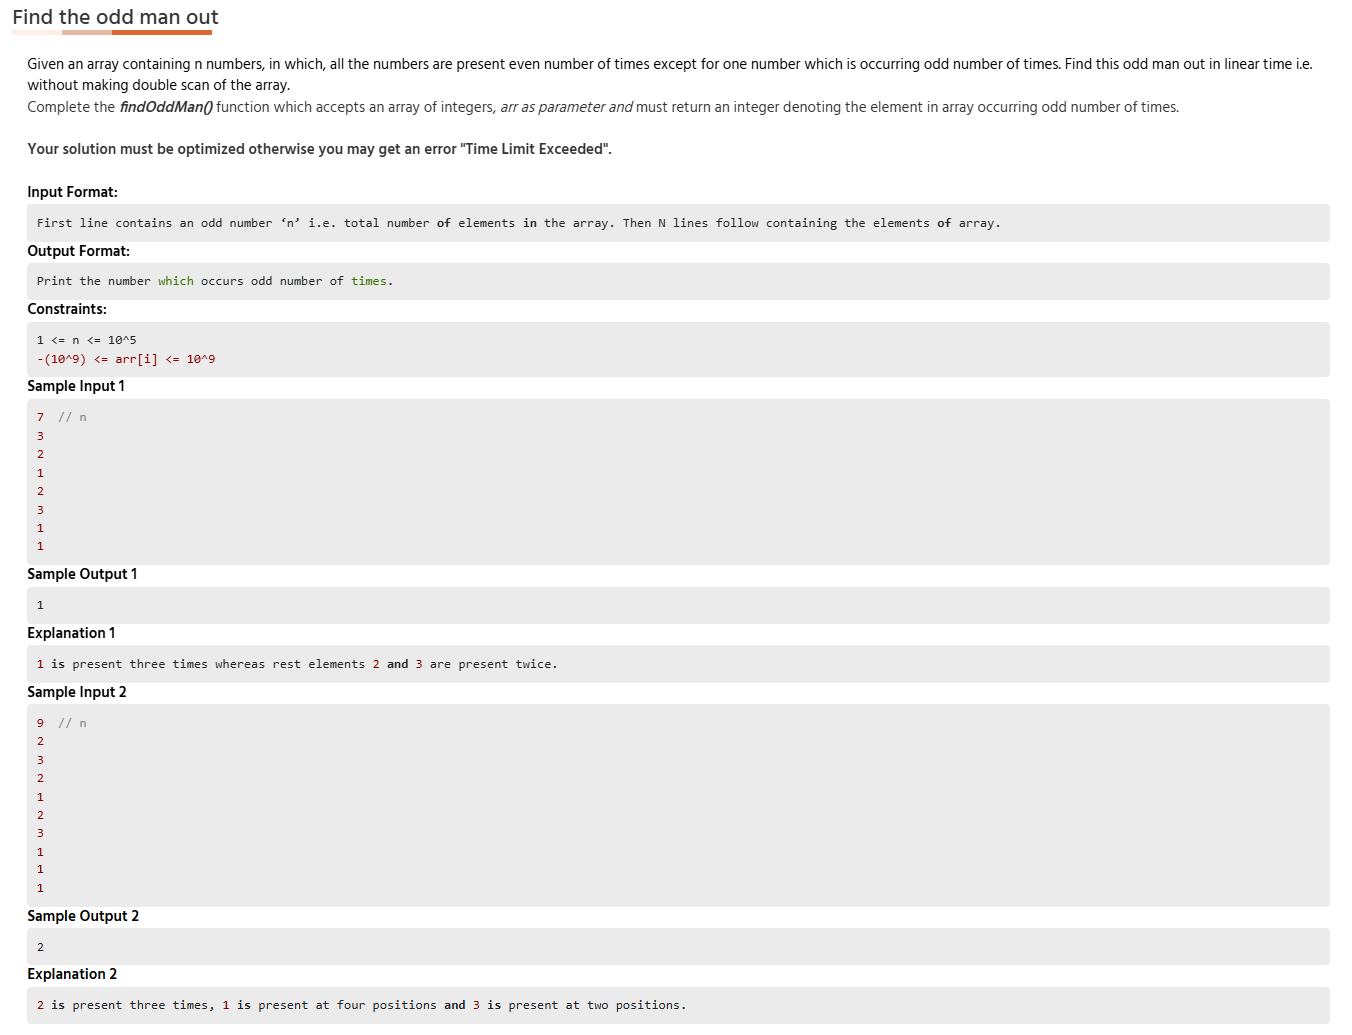 Find the odd man out
Given an array containing n numbers, in which, all the numbers are present even number of times except for one number which is occurring odd number of times. Find this odd man out in linear time i.e.
without making double scan of the array.
Complete the findOddMan() function which accepts an array of integers, arr as parameter and must return an integer denoting the element in array occurring odd number of times.
Your solution must be optimized otherwise you may get an error "Time Limit Exceeded".
Input Format:
First line contains an odd number ‘n’ i.e. total number of elements in the array. Then N lines follow containing the elements of array.
Output Format:
Print the number which occurs odd number of times.
Constraints:
1 <= n <= 10^5
-(10^9) <= arr[i] <= 10^9
Sample Input 1
7  // n
3
2
1
2
3
1
1
Sample Output 1
1
Explanation 1
1 is present three times whereas rest elements 2 and 3 are present twice.
Sample Input 2
9  // n
2
3
2
1
2
3
1
1
1
Sample Output 2
2
Explanation 2
2 is present three times, 1 is present at four positions and 3 is present at two positions.